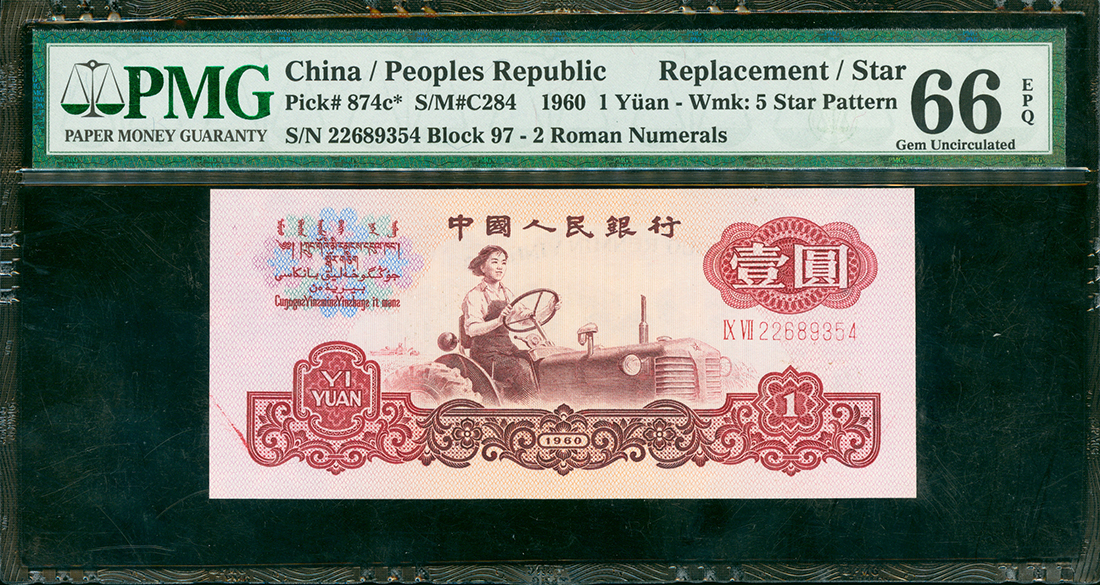 PMG
PAPER MONEY GUARANTY
China / Peoples Republic Replacement / Star
Pick# 874c* S/M#C284 1960 1 Yüan - Wmk: 5 Star Pattern
S/N 22689354 Block 97 - 2 Roman Numerals
66 EPQ
Gem Uncirculated
中國人民銀行
壹圓
IX VII 22689354
YI
YUAN
1960
1